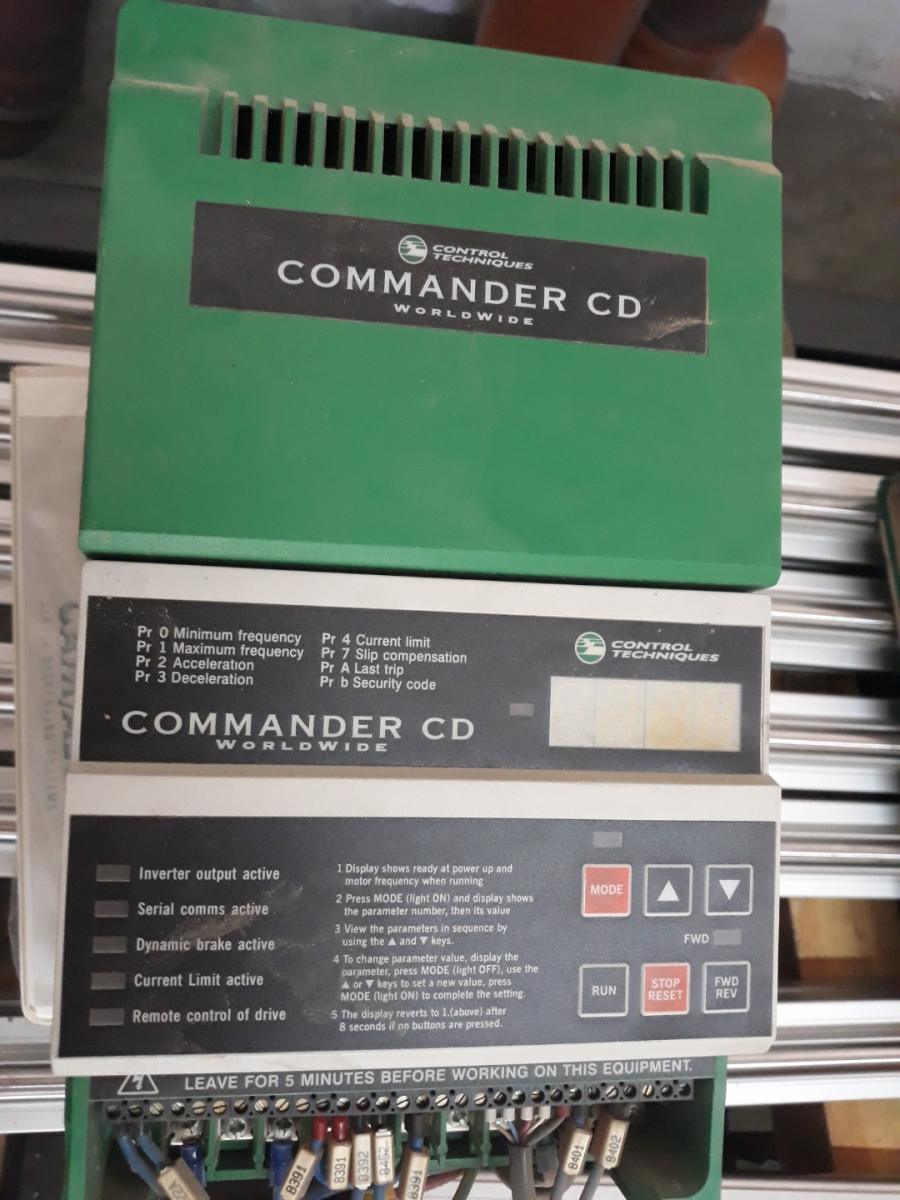 CONTROL
TECHNIQUES
COMMANDER CD
WORLDWIDE
Pr 0 Minimum frequency
Pr 1 Maximum frequency
Pr 2 Acceleration
Pr 3 Deceleration
Pr 4 Current limit
Pr 7 Slip compensation
Pr A Last trip
Pr b Security code
CONTROL
TECHNIQUES
COMMANDER CD
WORLDWIDE
Inverter output active
Serial comms active
Dynamic brake active
Current Limit active
Remote control of drive
1 Display shows ready at power up and
motor frequency when running
2 Press MODE (light ON) and display shows
the parameter number, then its value
3 View the parameters in sequence by
using the ▲ and ▼ keys.
4 To change parameter value, display the
parameter, press MODE (light OFF), use the
▲ or ▼ keys to set a new value, press
MODE (light ON) to complete the setting.
5 The display reverts to 1.(above) after
8 seconds if no buttons are pressed.
MODE
▲
▼
FWD
RUN
STOP
RESET
FWD
REV
LEAVE FOR 5 MINUTES BEFORE WORKING ON THIS EQUIPMENT.
22A
8391
8391
8392
8452
8391
8401
8402